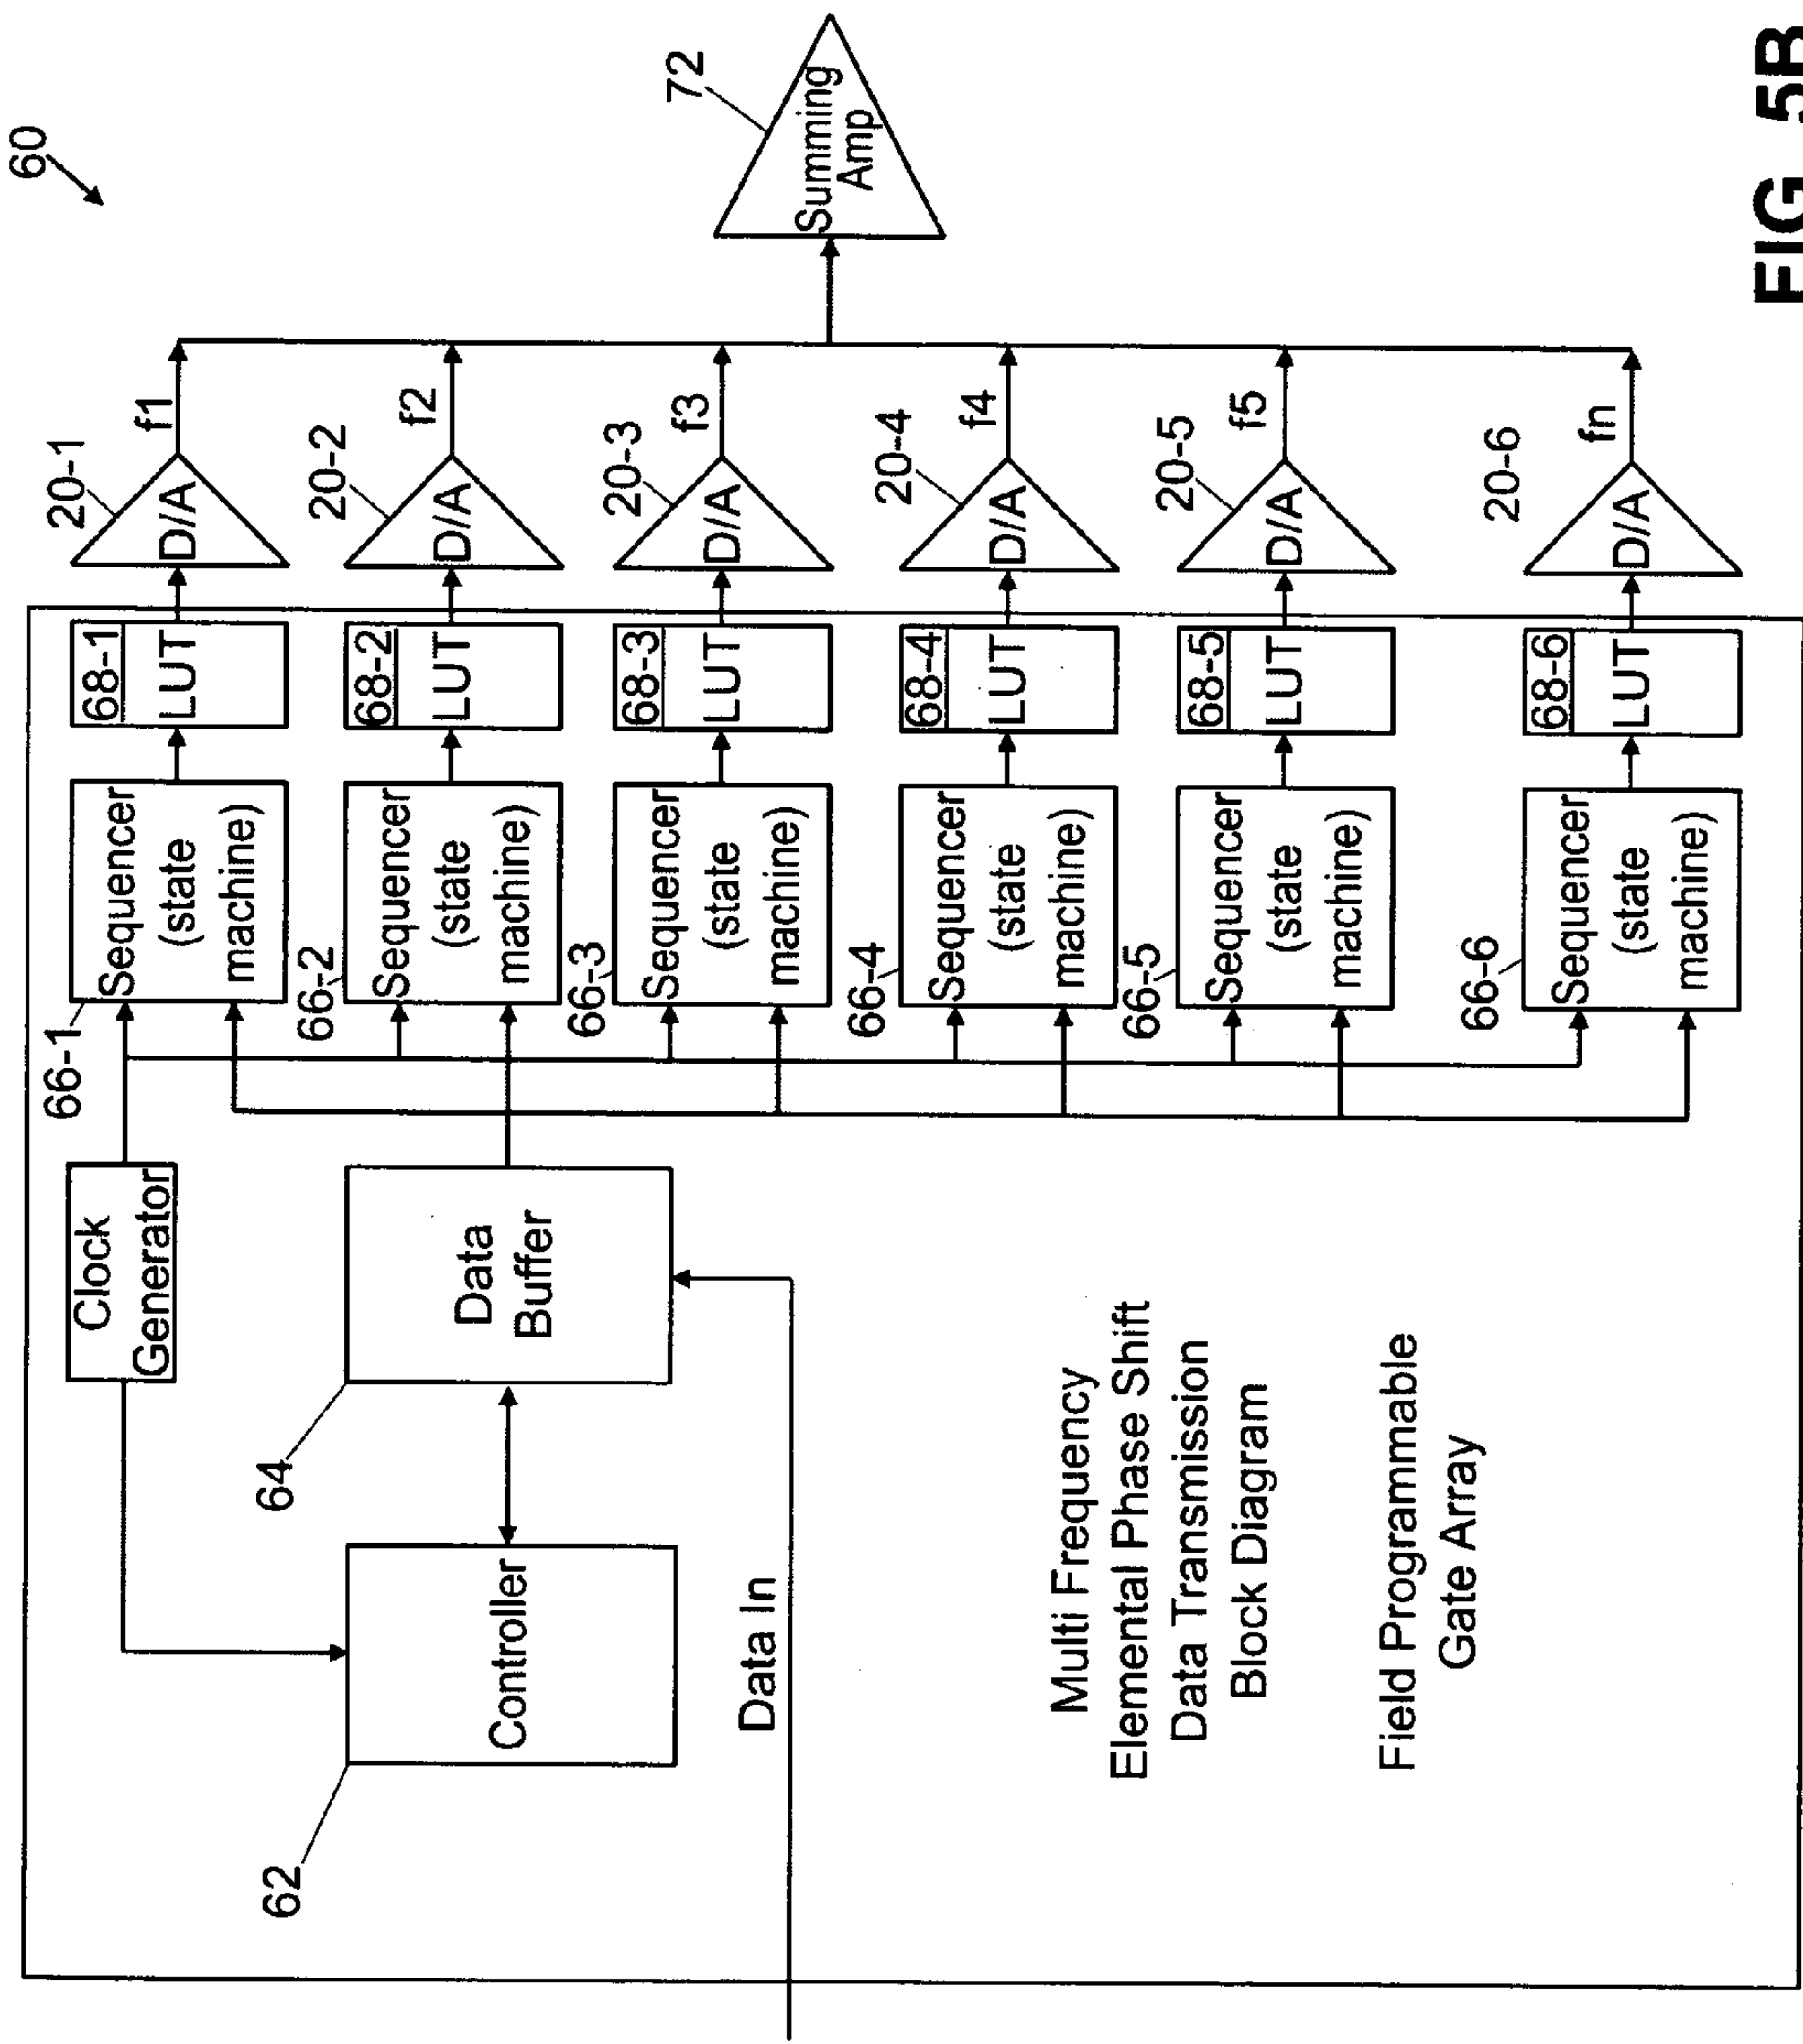 60
66-1
Clock
Generator
Sequencer
(state
machine)
68-1
LUT
20-1
D/A
f1
66-2
Sequencer
(state
machine)
68-2
LUT
20-2
D/A
f2
66-3
Sequencer
(state
machine)
68-3
LUT
20-3
D/A
f3
66-4
Sequencer
(state
machine)
68-4
LUT
20-4
D/A
f4
66-5
Sequencer
(state
machine)
68-5
LUT
20-5
D/A
f5
66-6
Sequencer
(state
machine)
68-6
LUT
20-6
D/A
fn
72
Summing
Amp
62
Controller
64
Data
Buffer
Data In
Multi Frequency
Elemental Phase Shift
Data Transmission
Block Diagram
Field Programmable
Gate Array
FIG. 5B